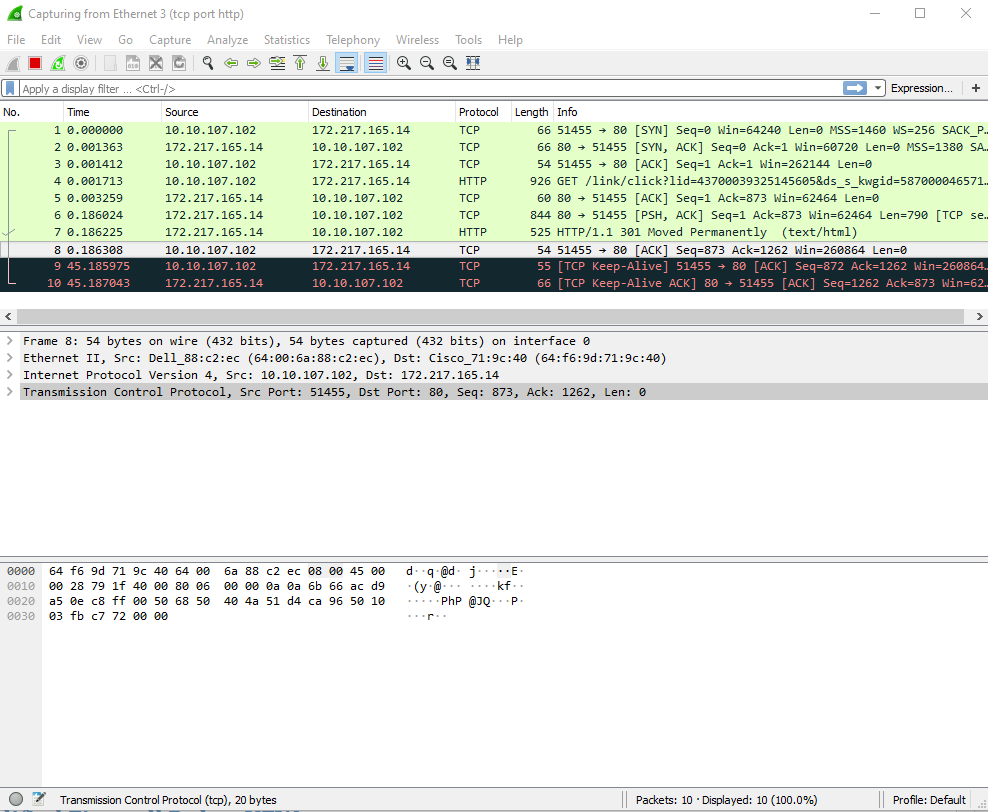 Capturing from Ethernet 3 (tcp port http)
File Edit View Go Capture Analyze Statistics Telephony Wireless Tools Help
Apply a display filter ... <Ctrl-/> Expression... +
No. Time Source Destination Protocol Length Info
1 0.000000 10.10.107.102 172.217.165.14 TCP 66 51455 → 80 [SYN] Seq=0 Win=64240 Len=0 MSS=1460 WS=256 SACK_P…
2 0.001363 172.217.165.14 10.10.107.102 TCP 66 80 → 51455 [SYN, ACK] Seq=0 Ack=1 Win=60720 Len=0 MSS=1380 SA…
3 0.001412 10.10.107.102 172.217.165.14 TCP 54 51455 → 80 [ACK] Seq=1 Ack=1 Win=262144 Len=0
4 0.001713 10.10.107.102 172.217.165.14 HTTP 926 GET /link/click?lid=43700039325145605&ds_s_kwgid=587000046571…
5 0.003259 172.217.165.14 10.10.107.102 TCP 60 80 → 51455 [ACK] Seq=1 Ack=873 Win=62464 Len=0
6 0.186024 172.217.165.14 10.10.107.102 TCP 844 80 → 51455 [PSH, ACK] Seq=1 Ack=873 Win=62464 Len=790 [TCP se…
7 0.186225 172.217.165.14 10.10.107.102 HTTP 525 HTTP/1.1 301 Moved Permanently (text/html)
8 0.186308 10.10.107.102 172.217.165.14 TCP 54 51455 → 80 [ACK] Seq=873 Ack=1262 Win=260864 Len=0
9 45.185975 10.10.107.102 172.217.165.14 TCP 55 [TCP Keep-Alive] 51455 → 80 [ACK] Seq=872 Ack=1262 Win=260864…
10 45.187043 172.217.165.14 10.10.107.102 TCP 66 [TCP Keep-Alive ACK] 80 → 51455 [ACK] Seq=1262 Ack=873 Win=62…
Frame 8: 54 bytes on wire (432 bits), 54 bytes captured (432 bits) on interface 0
Ethernet II, Src: Dell_88:c2:ec (64:00:6a:88:c2:ec), Dst: Cisco_71:9c:40 (64:f6:9d:71:9c:40)
Internet Protocol Version 4, Src: 10.10.107.102, Dst: 172.217.165.14
Transmission Control Protocol, Src Port: 51455, Dst Port: 80, Seq: 873, Ack: 1262, Len: 0
0000 64 f6 9d 71 9c 40 64 00 6a 88 c2 ec 08 00 45 00 d··q·@d· j·····E·
0010 00 28 79 1f 40 00 80 06 00 00 0a 0a 6b 66 ac d9 ·(y·@··· ····kf··
0020 a5 0e c8 ff 00 50 68 50 40 4a 51 d4 ca 96 50 10 ·····PhP @JQ···P·
0030 03 fb c7 72 00 00 ···r··
Transmission Control Protocol (tcp), 20 bytes Packets: 10 · Displayed: 10 (100.0%) Profile: Default